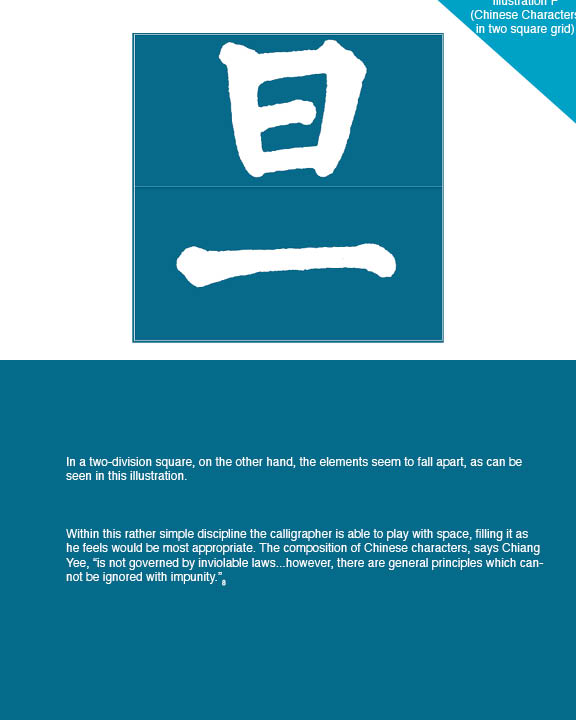 Illustration
(Chinese Characters
in two square grid)
旦
In a two-division square, on the other hand, the elements seem to fall apart, as can be
seen in this illustration.
Within this rather simple discipline the calligrapher is able to play with space, filling it as
he feels would be most appropriate. The composition of Chinese characters, says Chiang
Yee, “is not governed by inviolable laws...however, there are general principles which can-
not be ignored with impunity.”8